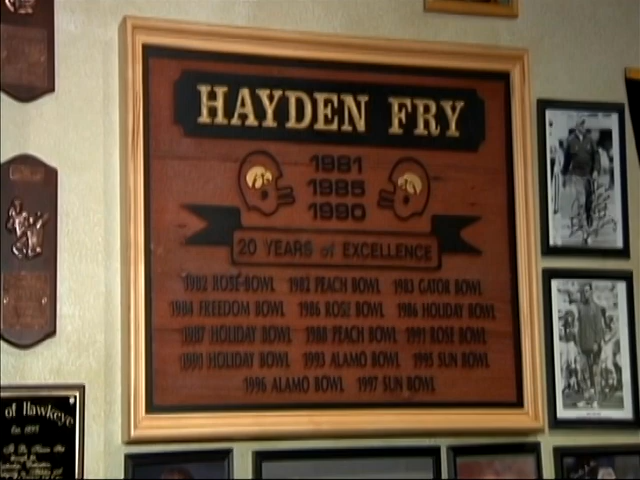 HAYDEN FRY
1981
1985
1990
20 YEARS of EXCELLENCE
1982 ROSE BOWL 1982 PEACH BOWL 1983 GATOR BOWL
1984 FREEDOM BOWL 1986 ROSE BOWL 1986 HOLIDAY BOWL
1987 HOLIDAY BOWL 1988 PEACH BOWL 1991 ROSE BOWL
1991 HOLIDAY BOWL 1993 ALAMO BOWL 1995 SUN BOWL
1996 ALAMO BOWL 1997 SUN BOWL
of Hawkeye